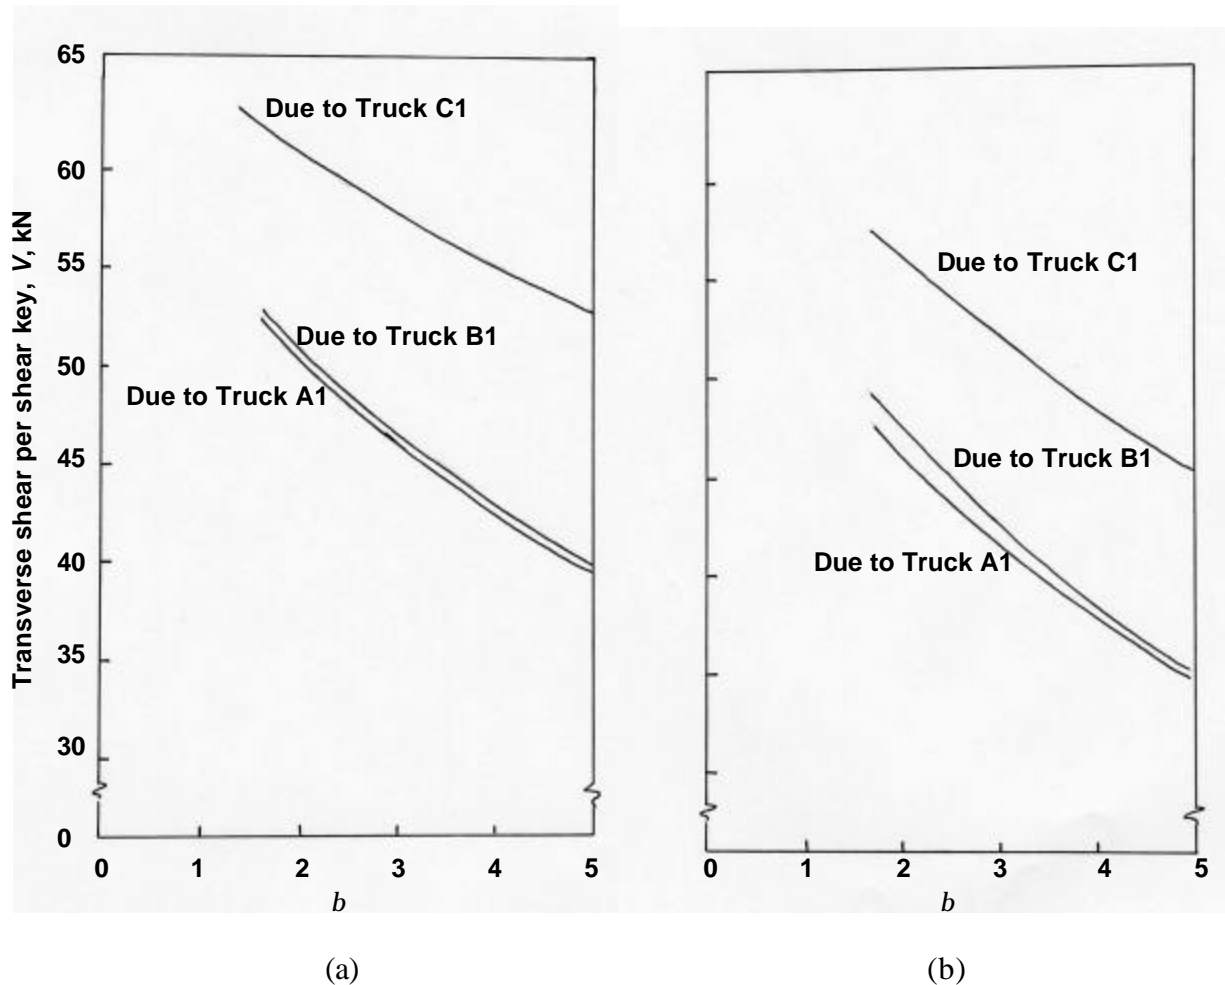 Transverse shear per shear key, V, kN
65
60
55
50
45
40
35
30
0
Due to Truck C1
Due to Truck B1
Due to Truck A1
0 1 2 3 4 5
b
(a)
Due to Truck C1
Due to Truck B1
Due to Truck A1
0 1 2 3 4 5
b
(b)